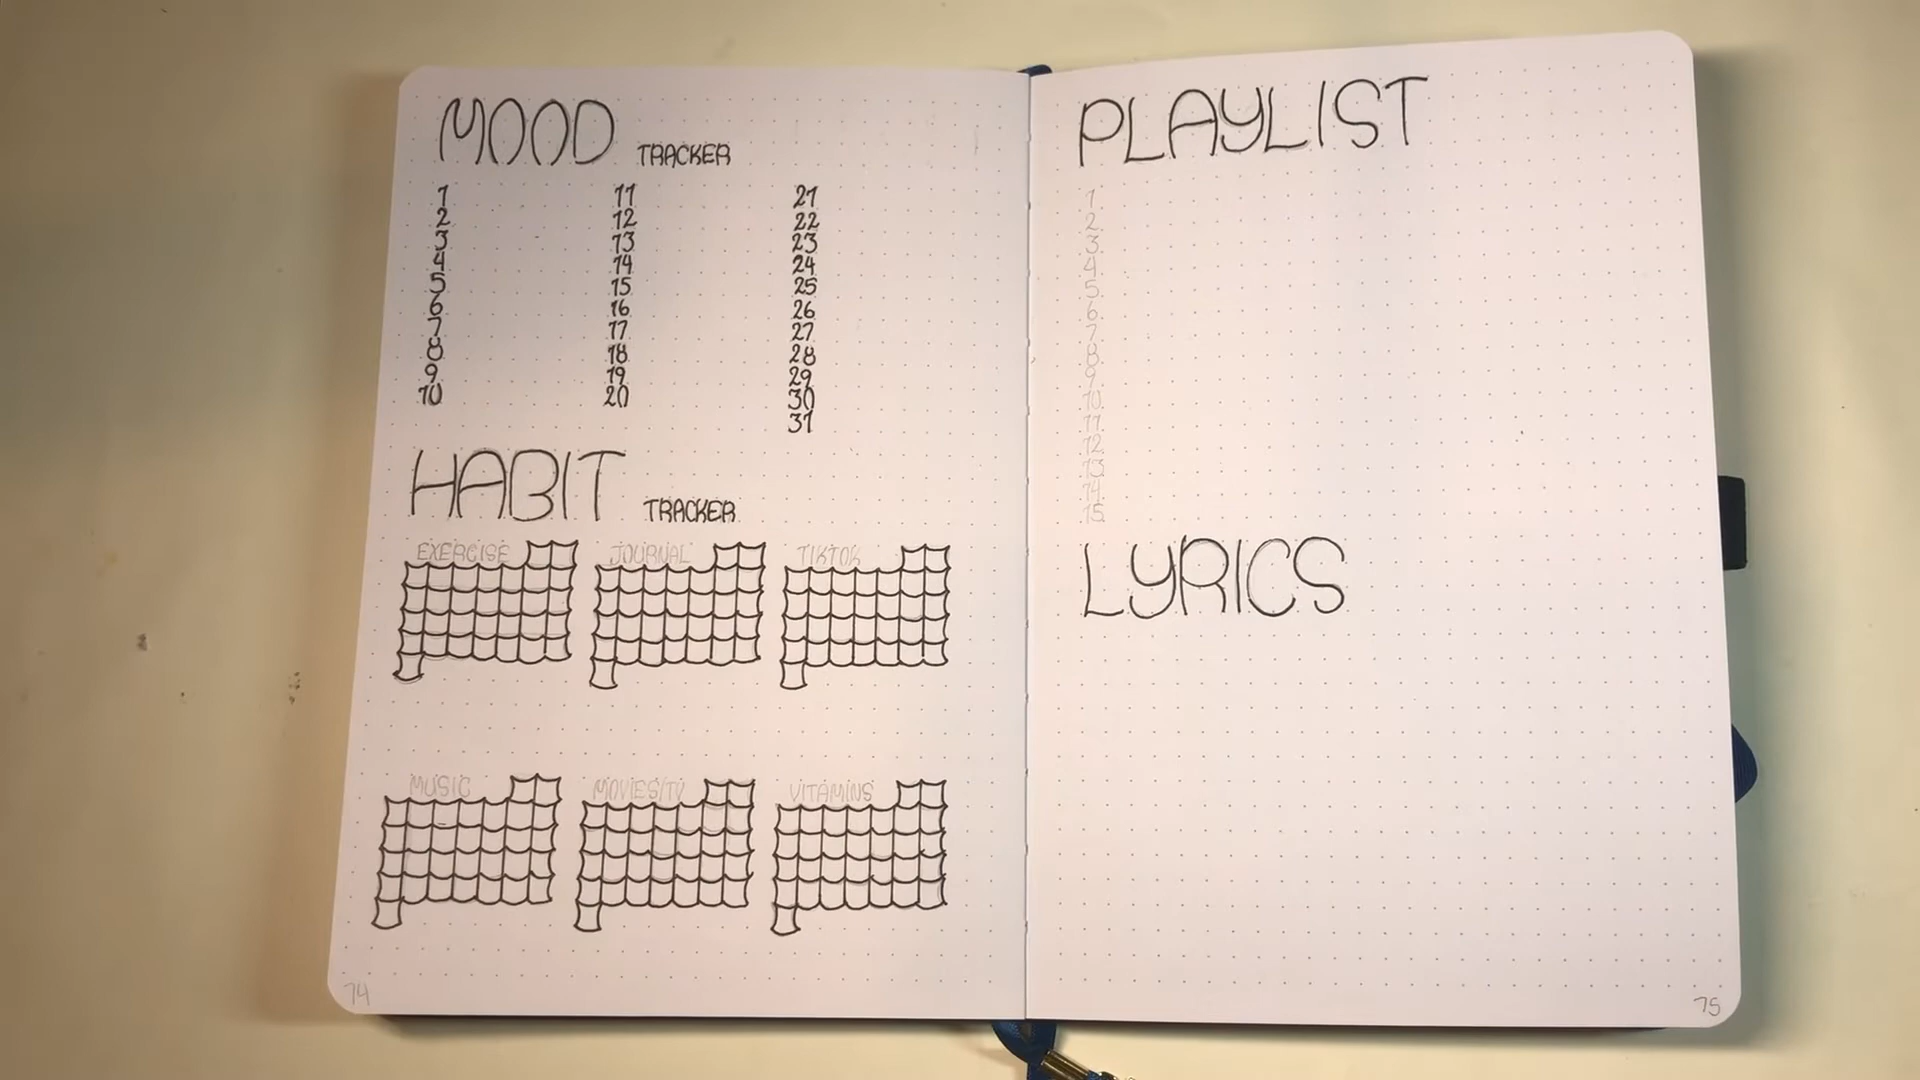 MOOD TRACKER
1 11 21
2 12 22
3 13 23
4 14 24
5 15 25
6 16 26
7 17 27
8 18 28
9 19 29
10 20 30
31
HABIT TRACKER
EXERCISE JOURNAL TIKTOK
MUSIC MOVIES/TV VITAMINS
74
PLAYLIST
1.
2.
3.
4.
5.
6.
7.
8.
9.
10.
11.
12.
13.
14.
15.
LYRICS
75